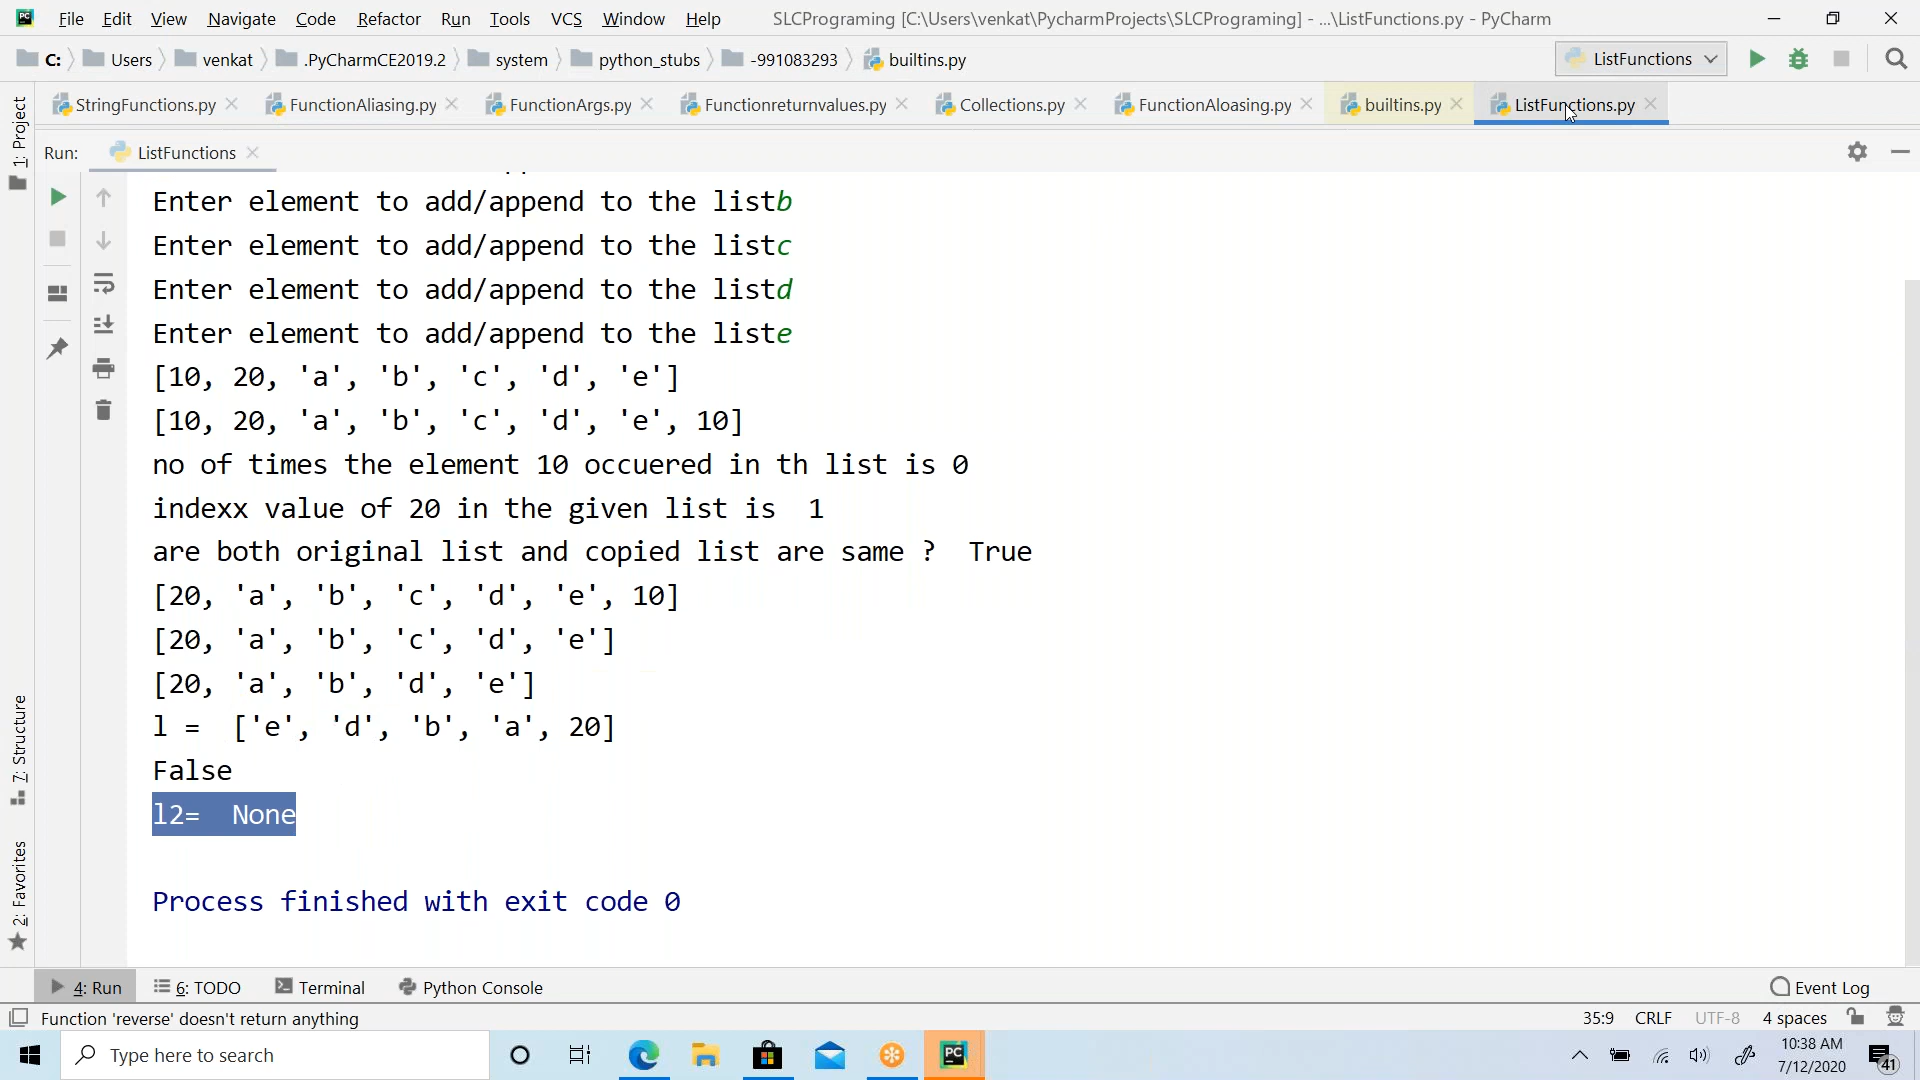 File Edit View Navigate Code Refactor Run Tools VCS Window Help SLCPrograming [C:\Users\venkat\PycharmProjects\SLCPrograming] - ...\ListFunctions.py - PyCharm
C: Users venkat .PyCharmCE2019.2 system python_stubs -991083293 builtins.py ListFunctions
StringFunctions.py FunctionAliasing.py FunctionArgs.py Functionreturnvalues.py Collections.py FunctionAloasing.py builtins.py ListFunctions.py
1: Project
Run: ListFunctions
Enter element to add/append to the listb
Enter element to add/append to the listc
Enter element to add/append to the listd
Enter element to add/append to the liste
[10, 20, 'a', 'b', 'c', 'd', 'e']
[10, 20, 'a', 'b', 'c', 'd', 'e', 10]
no of times the element 10 occuered in th list is 0
indexx value of 20 in the given list is  1
are both original list and copied list are same ?  True
[20, 'a', 'b', 'c', 'd', 'e', 10]
[20, 'a', 'b', 'c', 'd', 'e']
[20, 'a', 'b', 'd', 'e']
l =  ['e', 'd', 'b', 'a', 20]
False
l2=  None
Process finished with exit code 0
7: Structure
2: Favorites
4: Run 6: TODO Terminal Python Console Event Log
Function 'reverse' doesn't return anything 35:9 CRLF UTF-8 4 spaces
Type here to search
PC
10:38 AM
7/12/2020
41